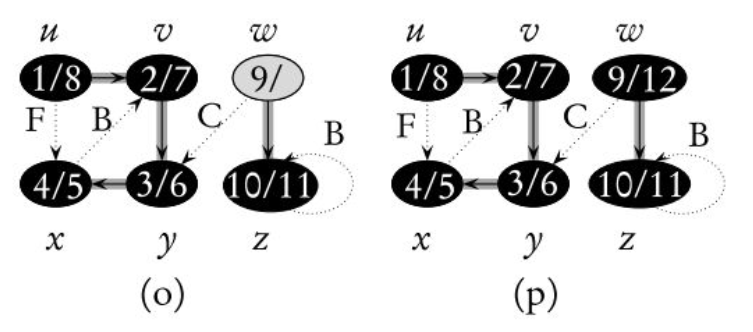 u v w u v w
1/8 2/7 9/ 1/8 2/7 9/12
F B C B F B C B
4/5 3/6 10/11 4/5 3/6 10/11
x y z x y z
(o) (p)